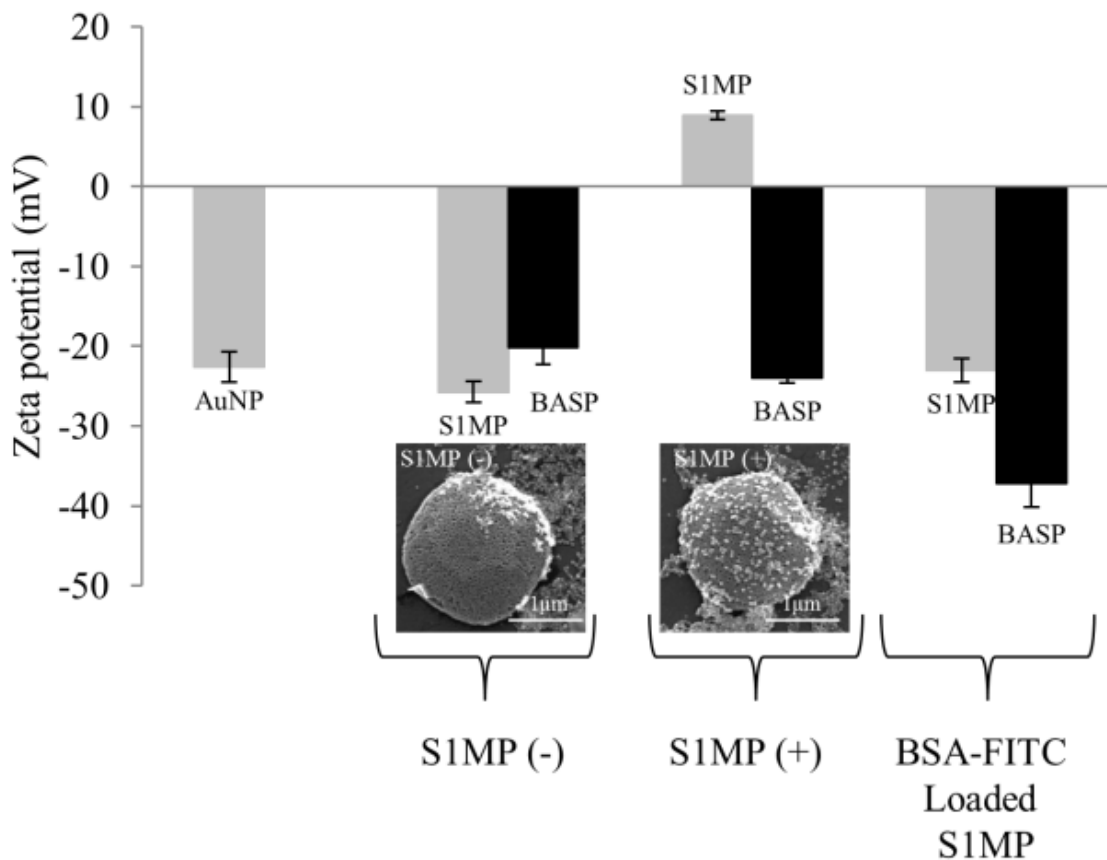 Zeta potential (mV)
20
10
0
-10
-20
-30
-40
-50
AuNP
S1MP
BASP
S1MP
BASP
S1MP
BASP
S1MP (-)
1μm
S1MP (+)
1μm
S1MP (-)
S1MP (+)
BSA-FITC
Loaded
S1MP